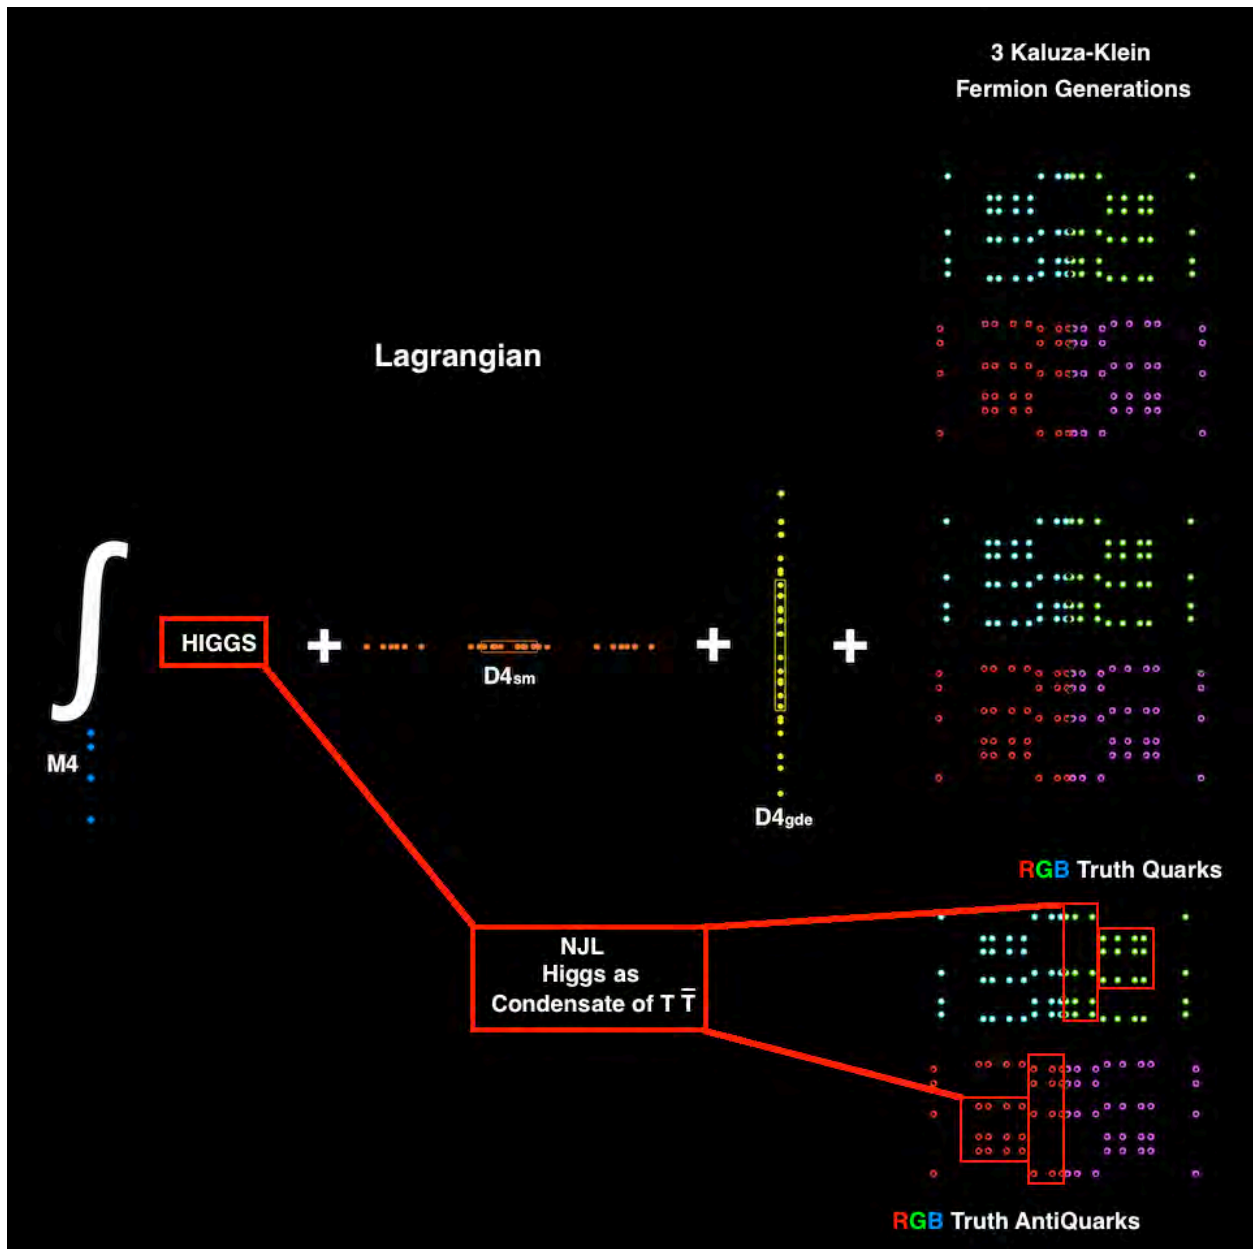 3 Kaluza-Klein
Fermion Generations
Lagrangian
∫
HIGGS
+
D4sm
+
+
M4
D4gde
RGB Truth Quarks
NJL
Higgs as
Condensate of T T̅
RGB Truth AntiQuarks